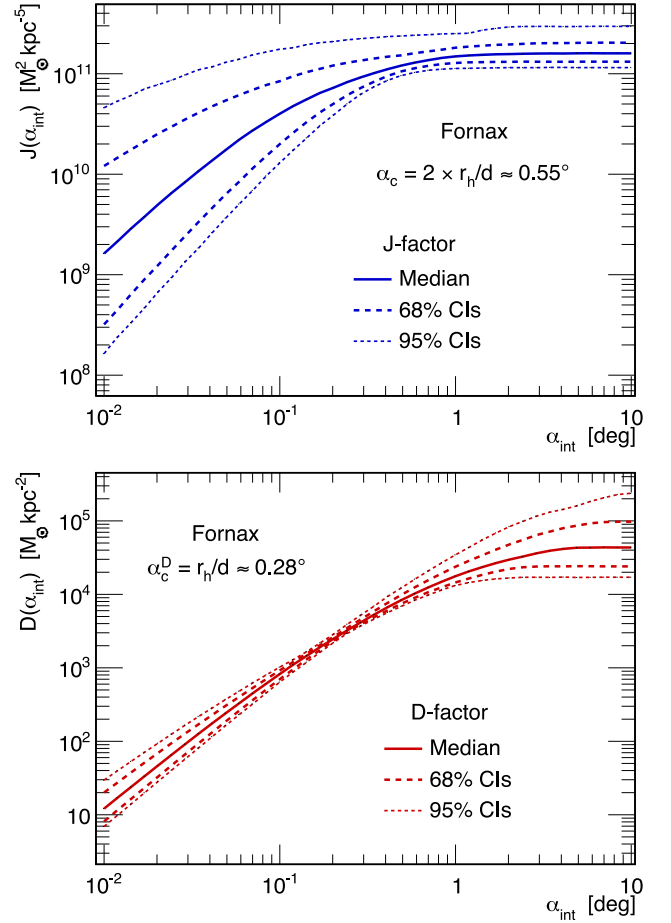 J(α_int) [M²_⊙ kpc⁻⁵]
10¹¹
10¹⁰
10⁹
10⁸
Fornax
α_c = 2 × r_h/d ≈ 0.55°
J-factor
Median
68% CIs
95% CIs
10⁻² 10⁻¹ 1 10
α_int [deg]
D(α_int) [M_⊙ kpc⁻²]
10⁵
10⁴
10³
10²
10
Fornax
α_c^D = r_h/d ≈ 0.28°
D-factor
Median
68% CIs
95% CIs
10⁻² 10⁻¹ 1 10
α_int [deg]